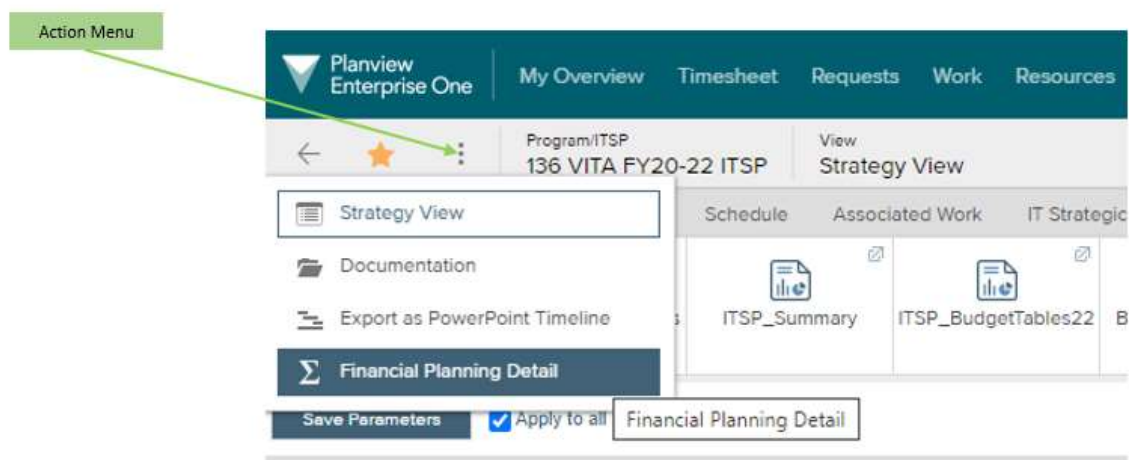 Action Menu
Planview
Enterprise One
My Overview
Timesheet
Requests
Work
Resources
Program/ITSP
136 VITA FY20-22 ITSP
View
Strategy View
Strategy View
Schedule
Associated Work
IT Strategic
Documentation
Export as PowerPoint Timeline
s
ITSP_Summary
ITSP_BudgetTables22
B
Financial Planning Detail
Save Parameters
Apply to all
Financial Planning Detail